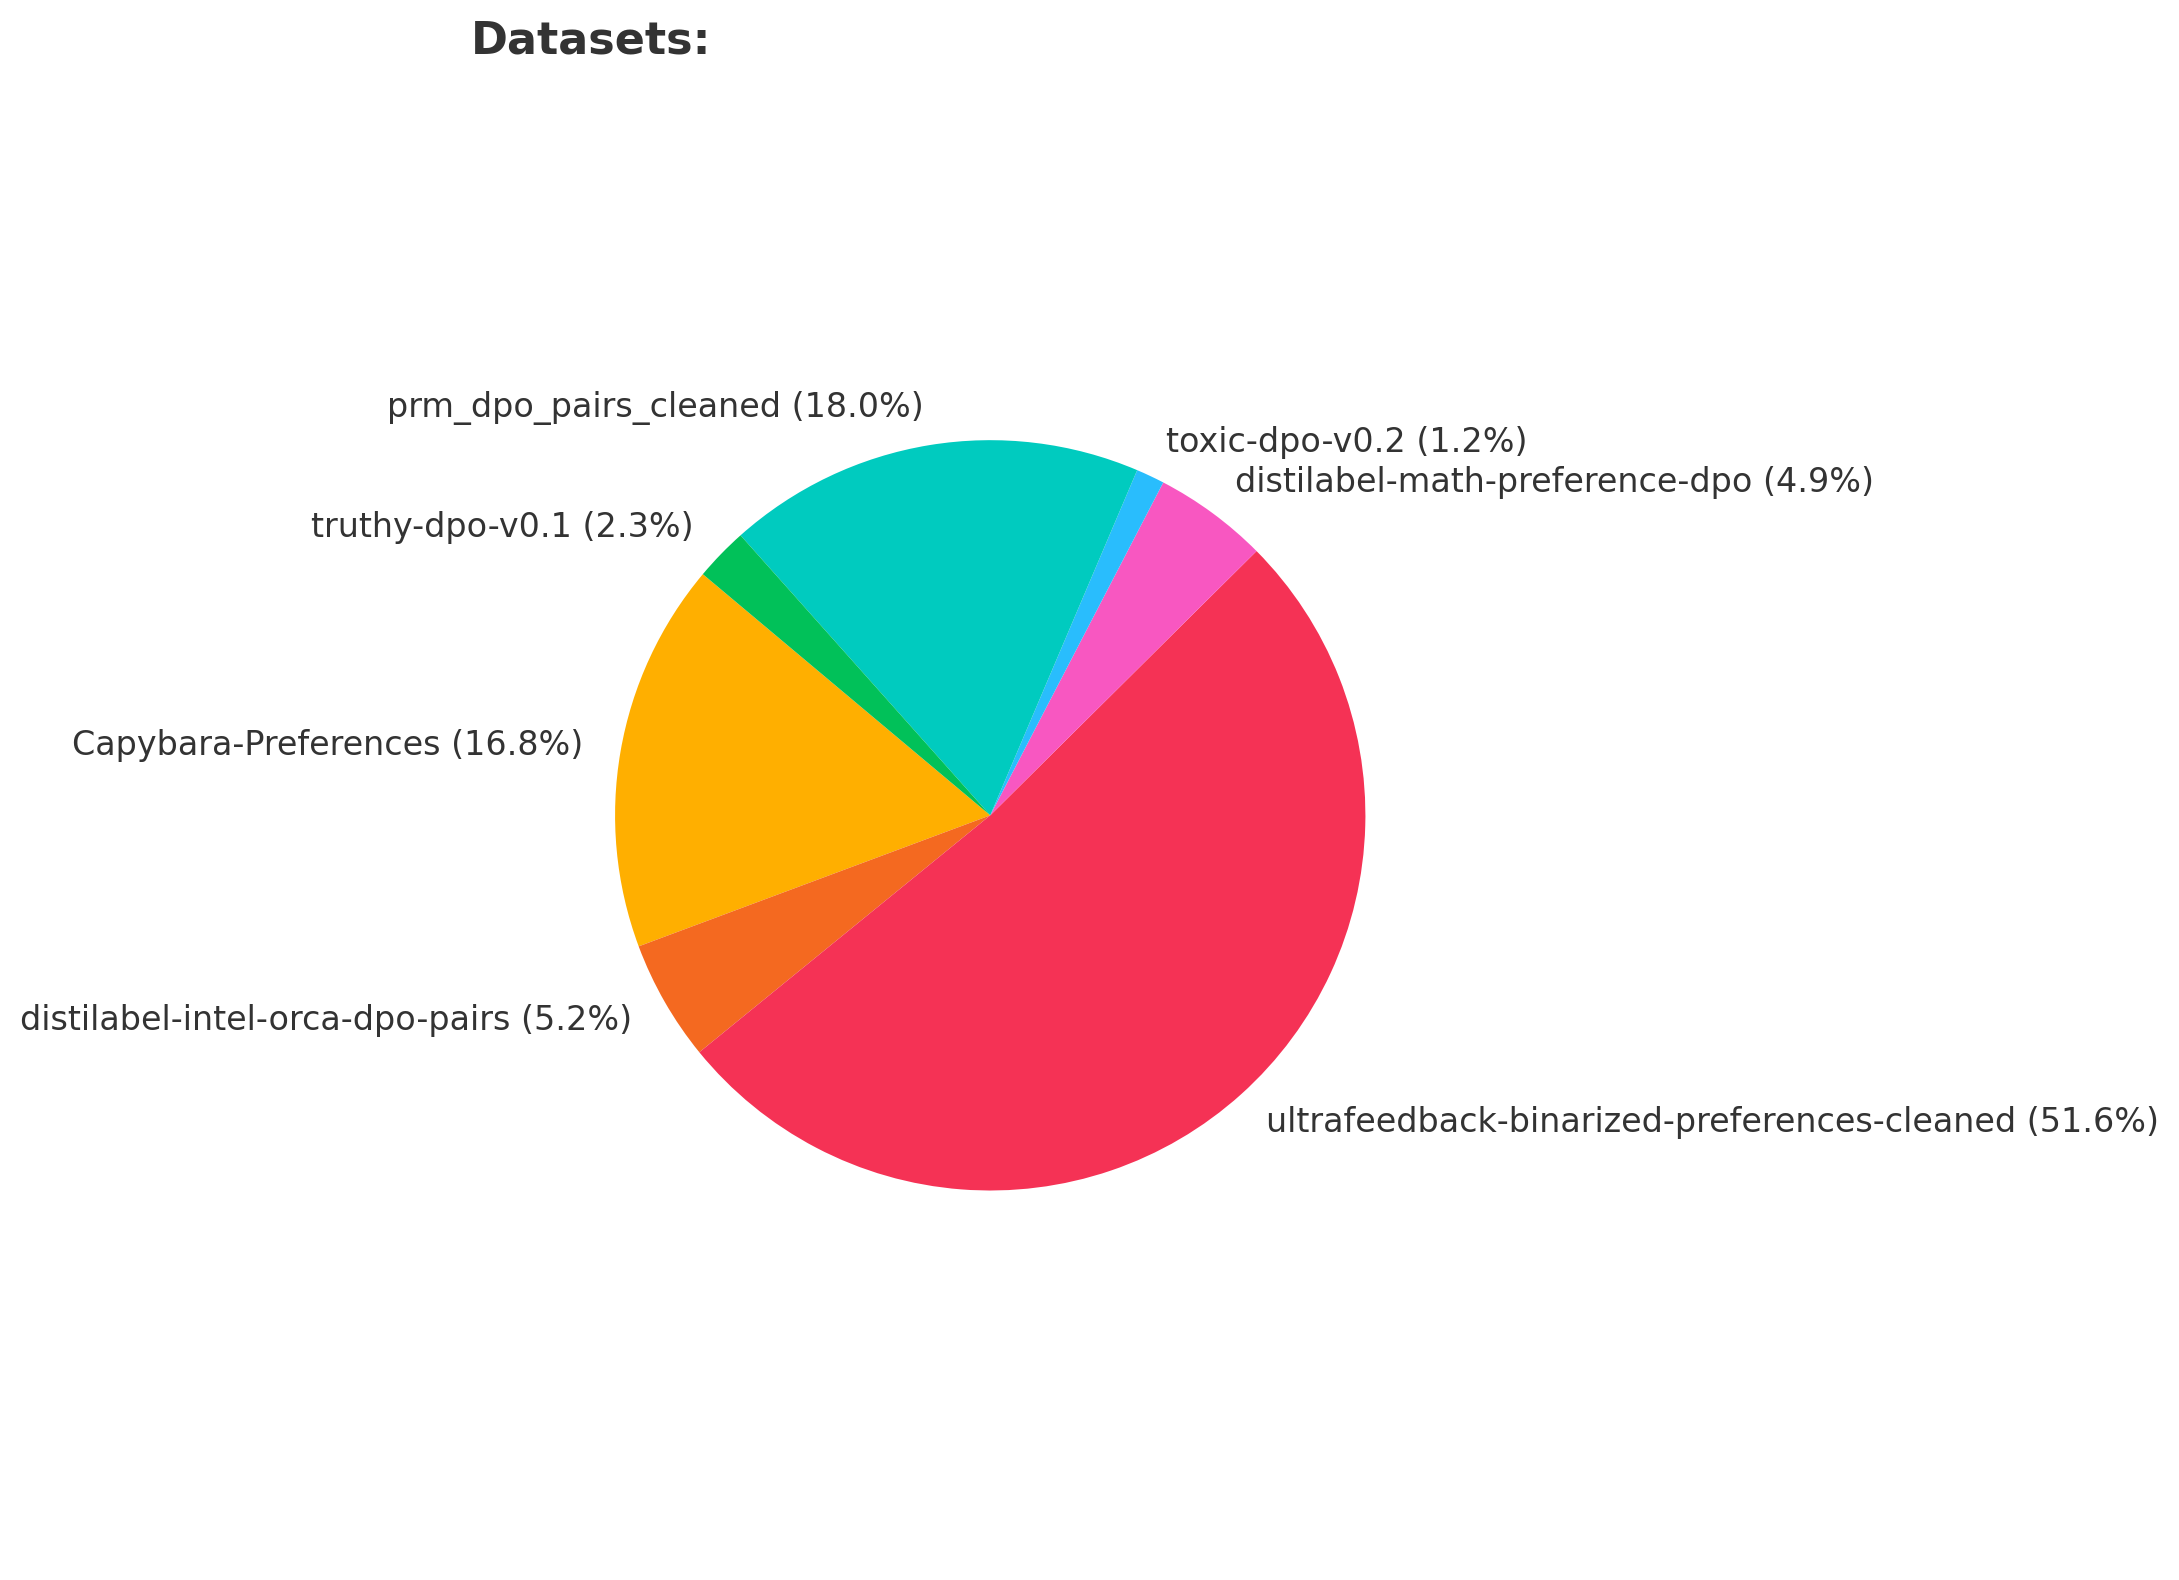 Datasets:
prm_dpo_pairs_cleaned (18.0%)
toxic-dpo-v0.2 (1.2%)
distilabel-math-preference-dpo (4.9%)
truthy-dpo-v0.1 (2.3%)
Capybara-Preferences (16.8%)
distilabel-intel-orca-dpo-pairs (5.2%)
ultrafeedback-binarized-preferences-cleaned (51.6%)